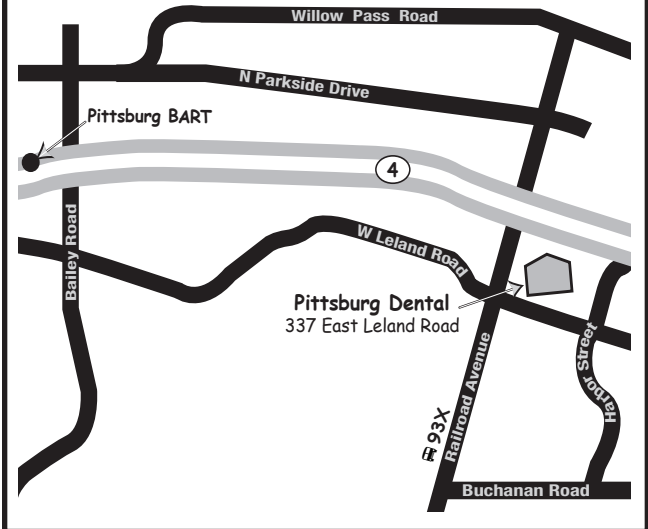 Willow Pass Road
N Parkside Drive
Pittsburg BART
4
Bailey Road
W Leland Road
Pittsburg Dental
337 East Leland Road
Harbor Street
Railroad Avenue
93X
Buchanan Road